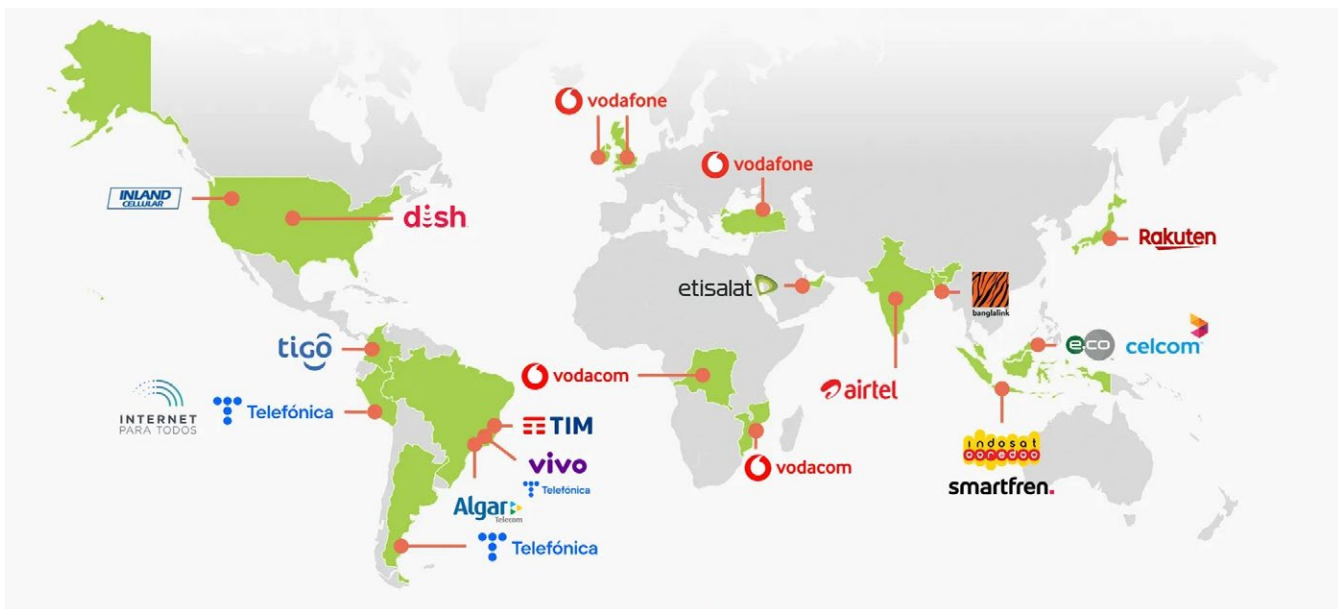 vodafone
vodafone
INLAND
CELLULAR
dish
Rakuten
etisalat
banglalink
tigo
e.co celcom
vodacom
airtel
INTERNET
PARA TODOS
Telefónica
TIM
vivo
Telefónica
vodacom
indosat
ooredoo
smartfren.
Algar
Telecom
Telefónica